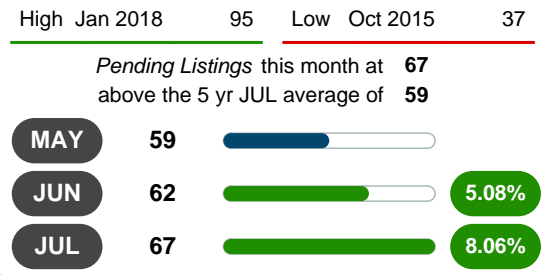 High Jan 2018 95 Low Oct 2015 37
Pending Listings this month at 67
above the 5 yr JUL average of 59
MAY 59
JUN 62 5.08%
JUL 67 8.06%